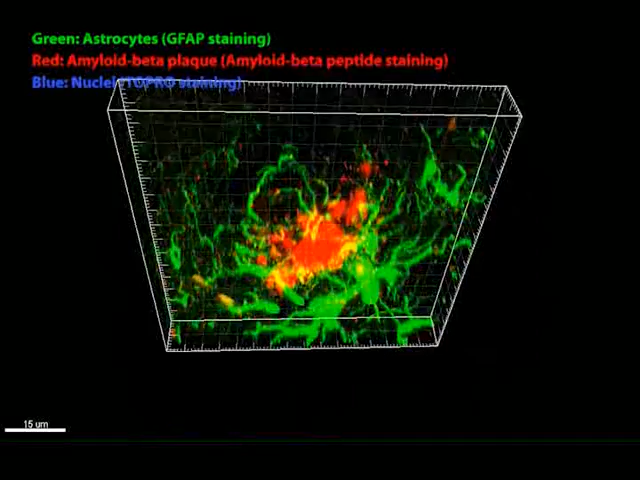 Green: Astrocytes (GFAP staining)
Red: Amyloid-beta plaque (Amyloid-beta peptide staining)
Blue: Nuclei (TOPRO staining)
15 um